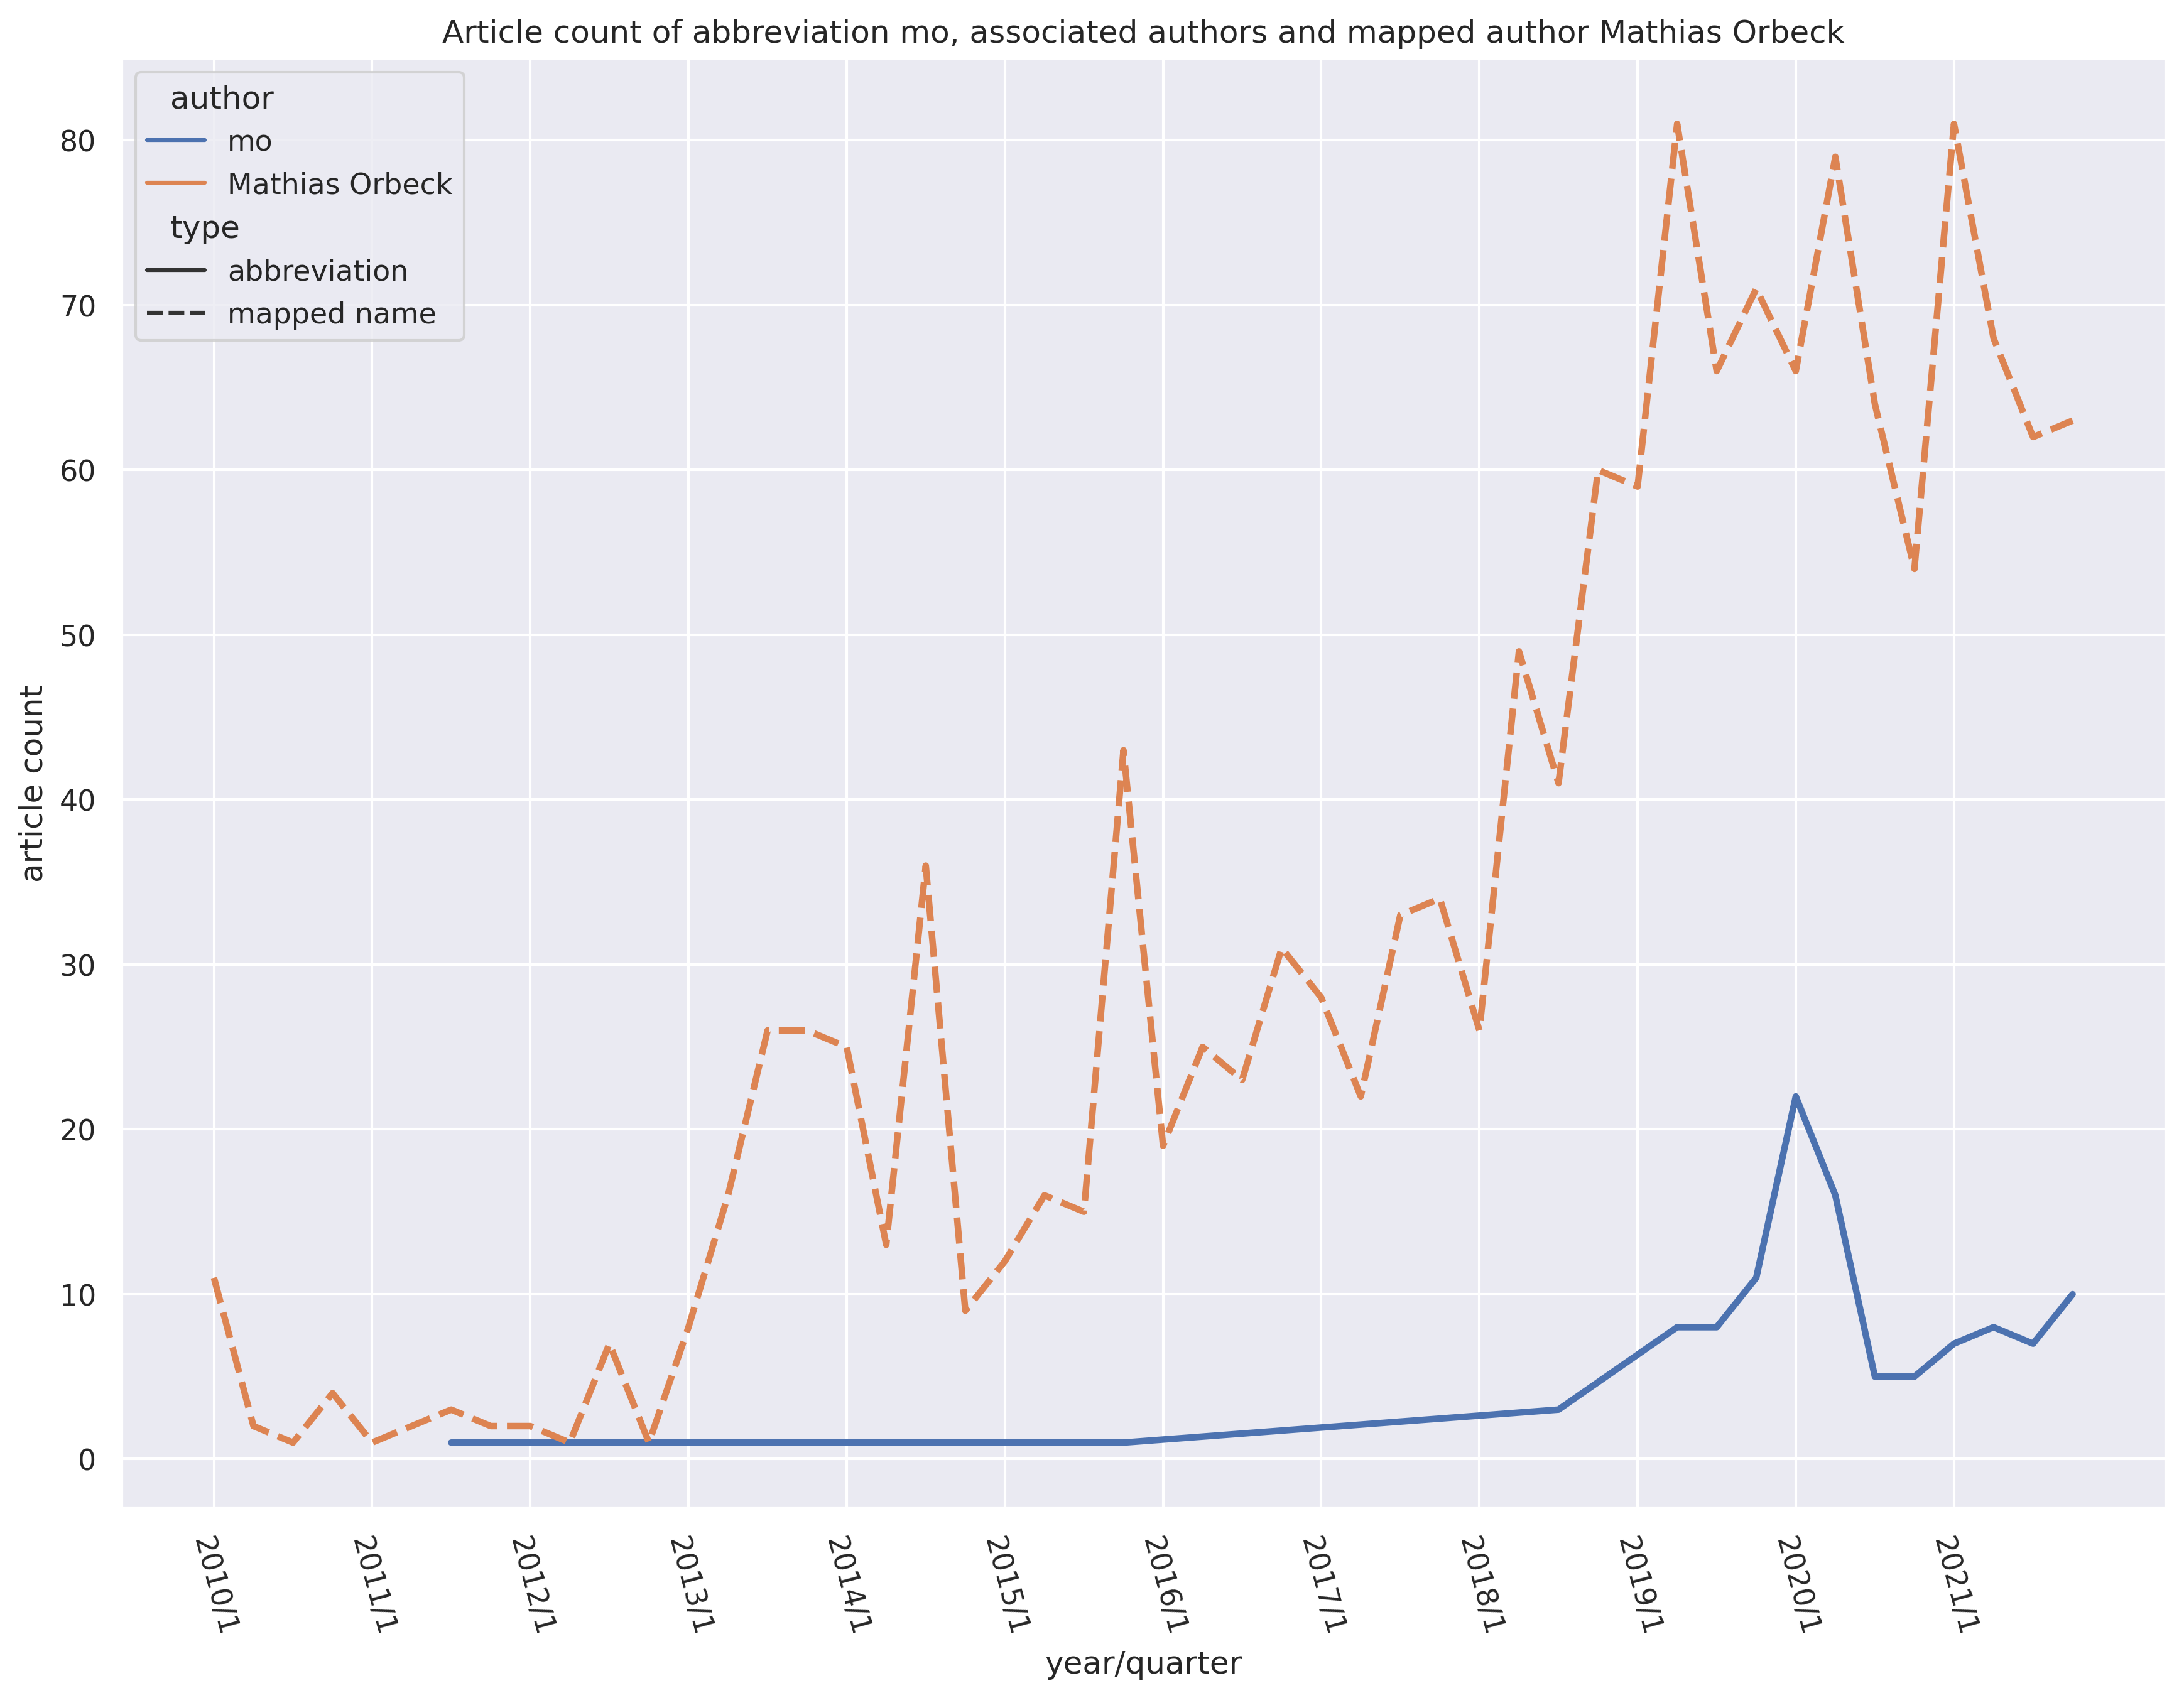 Article count of abbreviation mo, associated authors and mapped author Mathias Orbeck
author
mo
Mathias Orbeck
type
abbreviation
mapped name
article count
80
70
60
50
40
30
20
10
0
2010/1
2011/1
2012/1
2013/1
2014/1
2015/1
2016/1
2017/1
2018/1
2019/1
2020/1
2021/1
year/quarter